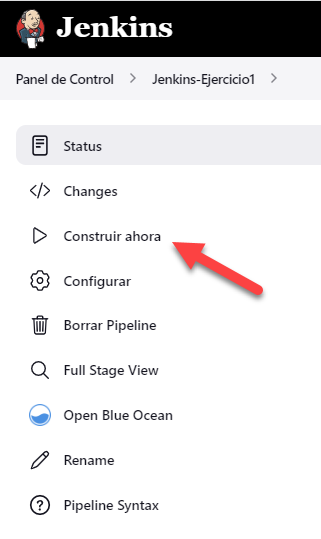 Jenkins
Panel de Control > Jenkins-Ejercicio1 >
Status
Changes
Construir ahora
Configurar
Borrar Pipeline
Full Stage View
Open Blue Ocean
Rename
Pipeline Syntax